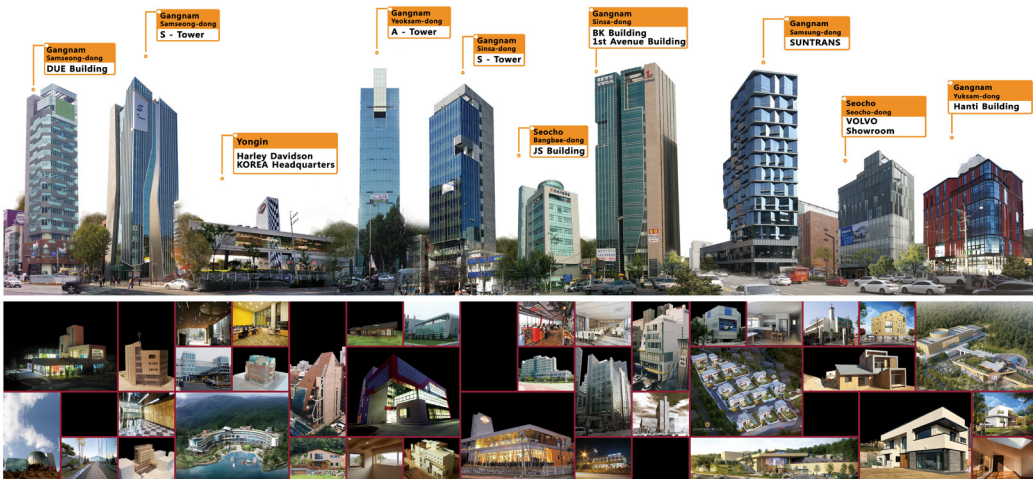 Gangnam
Samseong-dong
DUE Building
Gangnam
Samseong-dong
S - Tower
Yongin
Harley Davidson
KOREA Headquarters
Gangnam
Yeoksam-dong
A - Tower
Gangnam
Sinsa-dong
S - Tower
Seocho
Bangbae-dong
JS Building
Gangnam
Sinsa-dong
BK Building
1st Avenue Building
Gangnam
Samsung-dong
SUNTRANS
Seocho
Seocho-dong
VOLVO
Showroom
Gangnam
Yuksam-dong
Hanti Building